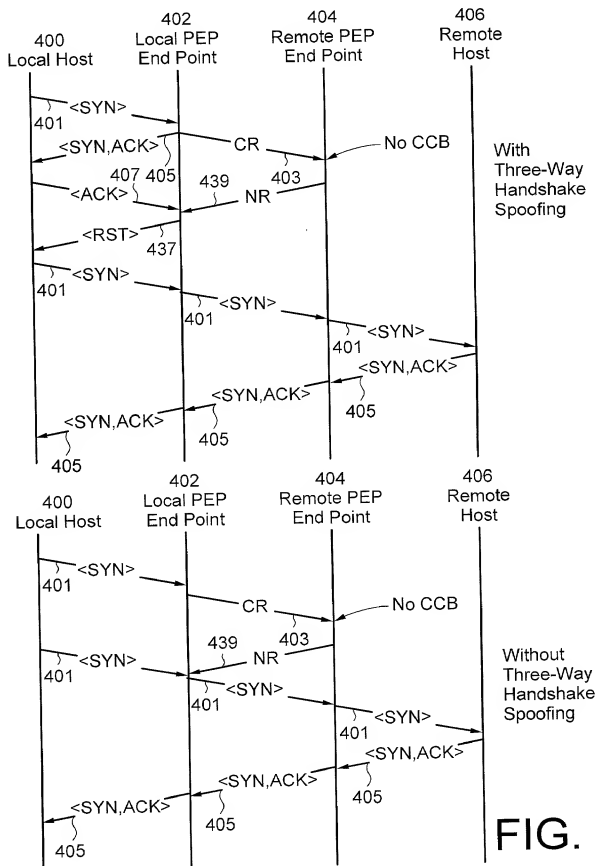 400
Local Host
402
Local PEP
End Point
404
Remote PEP
End Point
406
Remote
Host
<SYN>
401
<SYN,ACK>
405
CR
403
No CCB
407
<ACK>
439
NR
<RST>
437
<SYN>
401
<SYN>
401
<SYN>
401
<SYN,ACK>
405
<SYN,ACK>
405
<SYN,ACK>
405
With
Three-Way
Handshake
Spoofing
400
Local Host
402
Local PEP
End Point
404
Remote PEP
End Point
406
Remote
Host
<SYN>
401
CR
403
No CCB
439
NR
<SYN>
401
<SYN>
401
<SYN>
401
<SYN,ACK>
405
<SYN,ACK>
405
<SYN,ACK>
405
Without
Three-Way
Handshake
Spoofing
FIG.